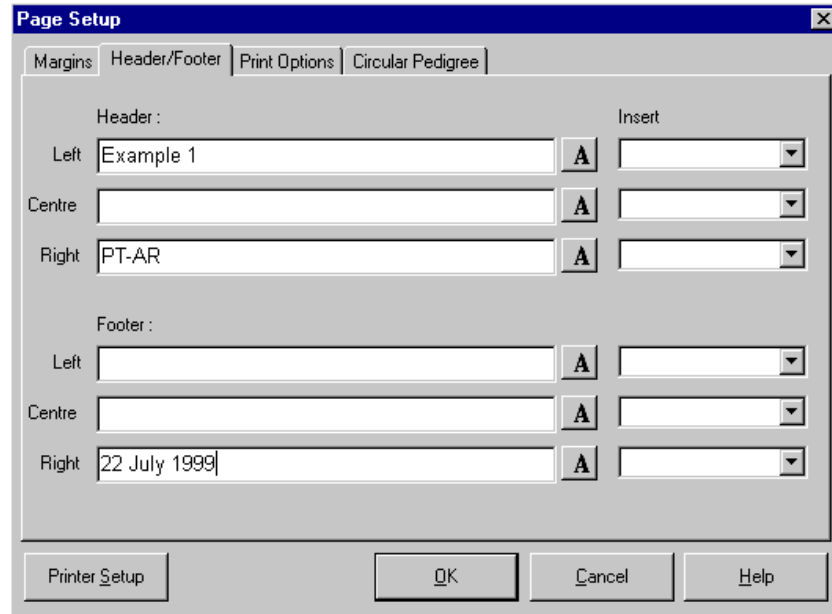 Page Setup
Margins Header/Footer Print Options Circular Pedigree
Header : Insert
Left Example 1 A
Centre A
Right PT-AR A
Footer :
Left A
Centre A
Right 22 July 1999 A
Printer Setup OK Cancel Help